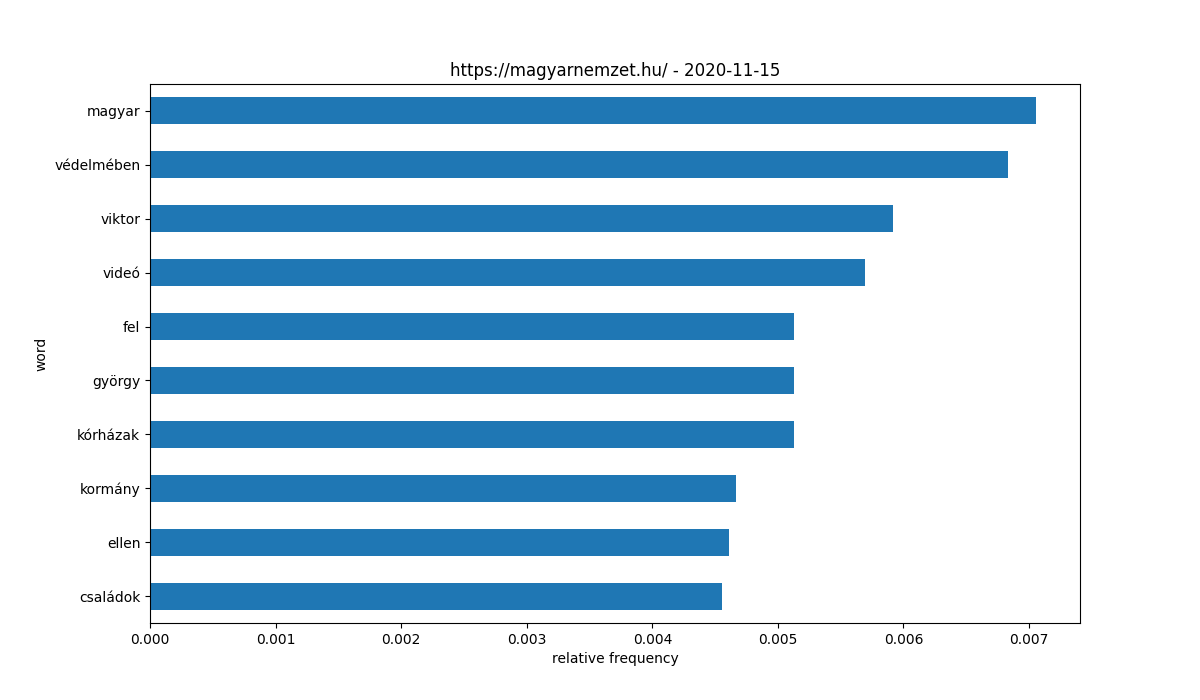 https://magyarnemzet.hu/ - 2020-11-15
magyar
védelmében
viktor
videó
fel
györgy
kórházak
kormány
ellen
családok
word
0.000 0.001 0.002 0.003 0.004 0.005 0.006 0.007
relative frequency